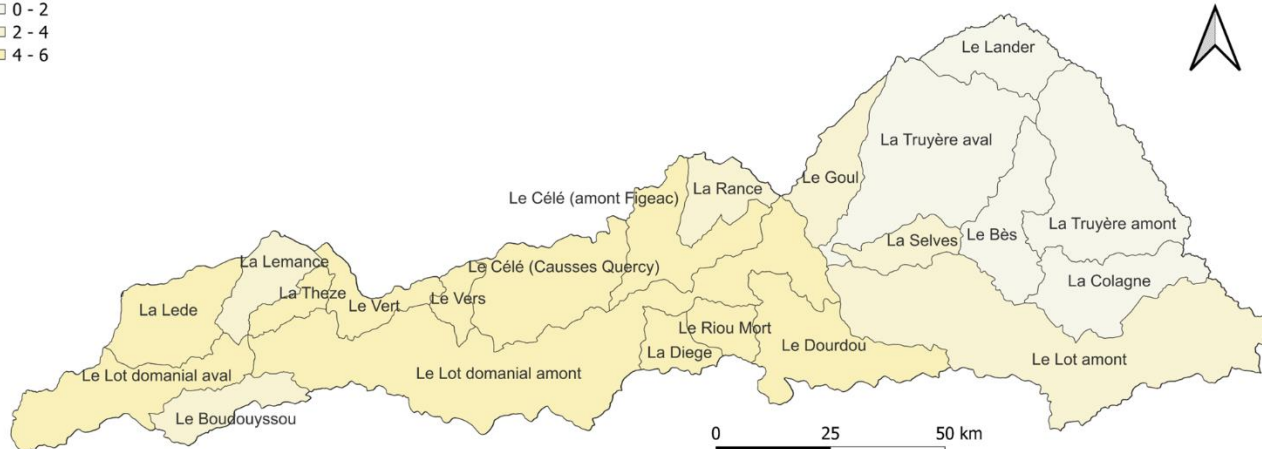 0 - 2
2 - 4
4 - 6
Le Lander
La Truyère aval
Le Goul
La Rance
Le Célé (amont Figeac)
La Truyère amont
Le Bès
La Selves
La Lemance
Le Célé (Causses Quercy)
La Colagne
La Theze
Le Vers
Le Vert
La Lede
Le Riou Mort
Le Dourdou
La Diege
Le Lot amont
Le Lot domanial aval
Le Lot domanial amont
Le Boudouyssou
0 25 50 km